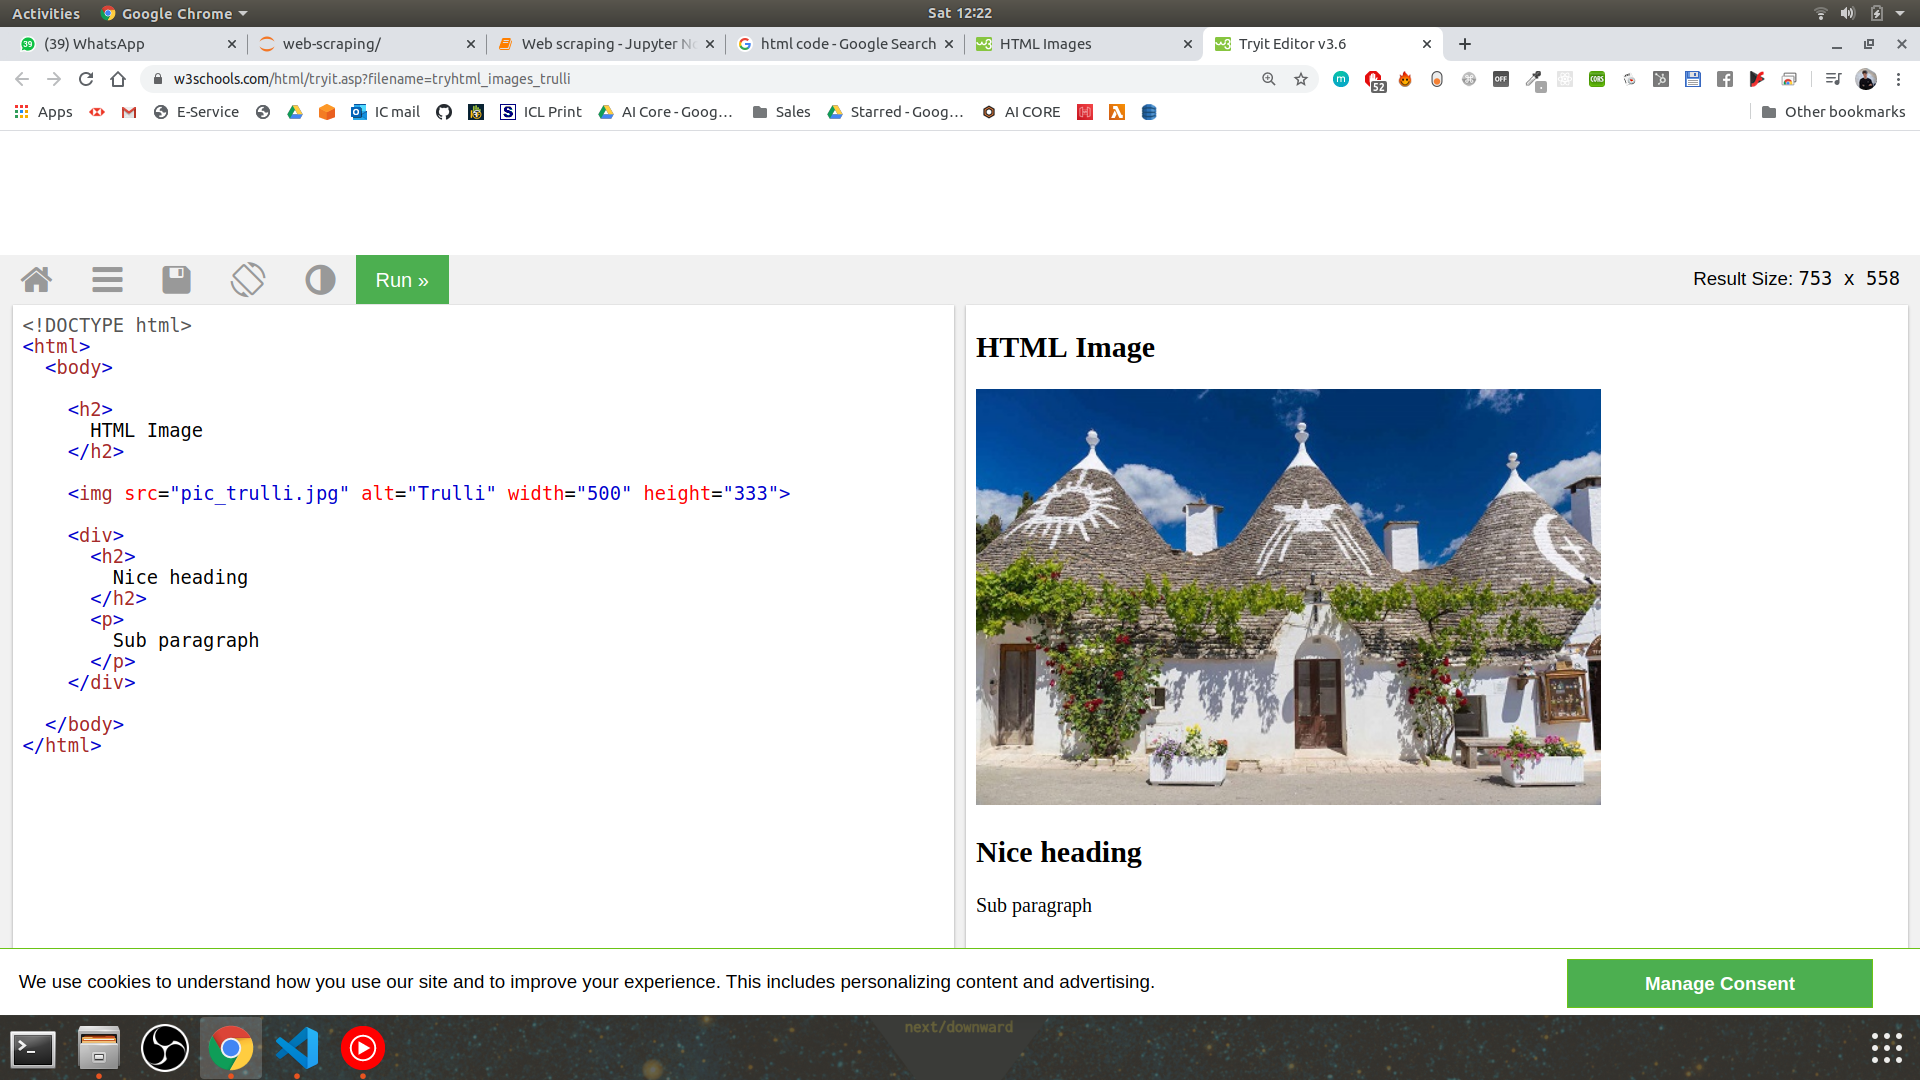 Activities Google Chrome Sat 12:22
(39) WhatsApp web-scraping/ Web scraping - Jupyter No html code - Google Search HTML Images Tryit Editor v3.6
w3schools.com/html/tryit.asp?filename=tryhtml_images_trulli
Apps E-Service IC mail ICL Print AI Core - Goog... Sales Starred - Goog... AI CORE Other bookmarks
Run » Result Size: 753 x 558
<!DOCTYPE html>
<html>
<body>
<h2>
HTML Image
</h2>
<img src="pic_trulli.jpg" alt="Trulli" width="500" height="333">
<div>
<h2>
Nice heading
</h2>
<p>
Sub paragraph
</p>
</div>
</body>
</html>
HTML Image
Nice heading
Sub paragraph
We use cookies to understand how you use our site and to improve your experience. This includes personalizing content and advertising.
Manage Consent
next/downward